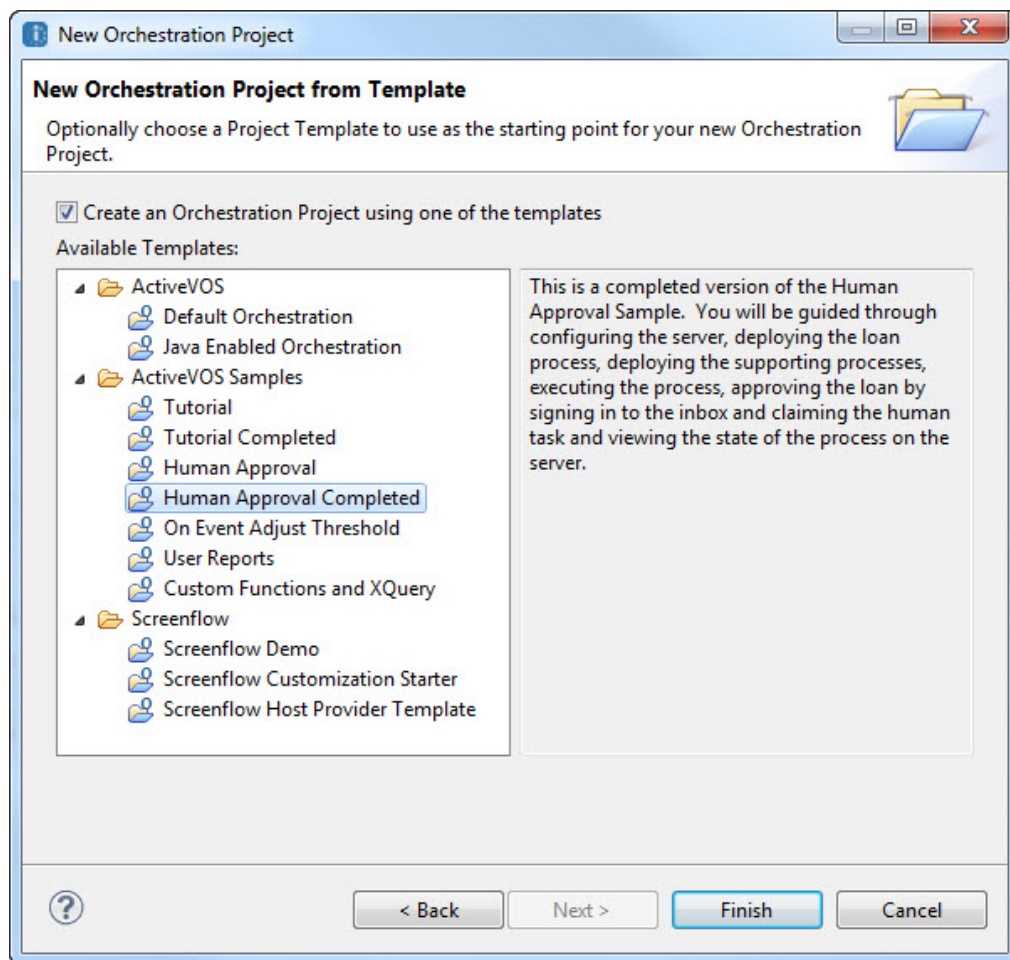 New Orchestration Project
New Orchestration Project from Template
Optionally choose a Project Template to use as the starting point for your new Orchestration
Project.
Create an Orchestration Project using one of the templates
Available Templates:
ActiveVOS
Default Orchestration
Java Enabled Orchestration
ActiveVOS Samples
Tutorial
Tutorial Completed
Human Approval
Human Approval Completed
On Event Adjust Threshold
User Reports
Custom Functions and XQuery
Screenflow
Screenflow Demo
Screenflow Customization Starter
Screenflow Host Provider Template
This is a completed version of the Human
Approval Sample.  You will be guided through
configuring the server, deploying the loan
process, deploying the supporting processes,
executing the process, approving the loan by
signing in to the inbox and claiming the human
task and viewing the state of the process on the
server.
?
< Back
Next >
Finish
Cancel